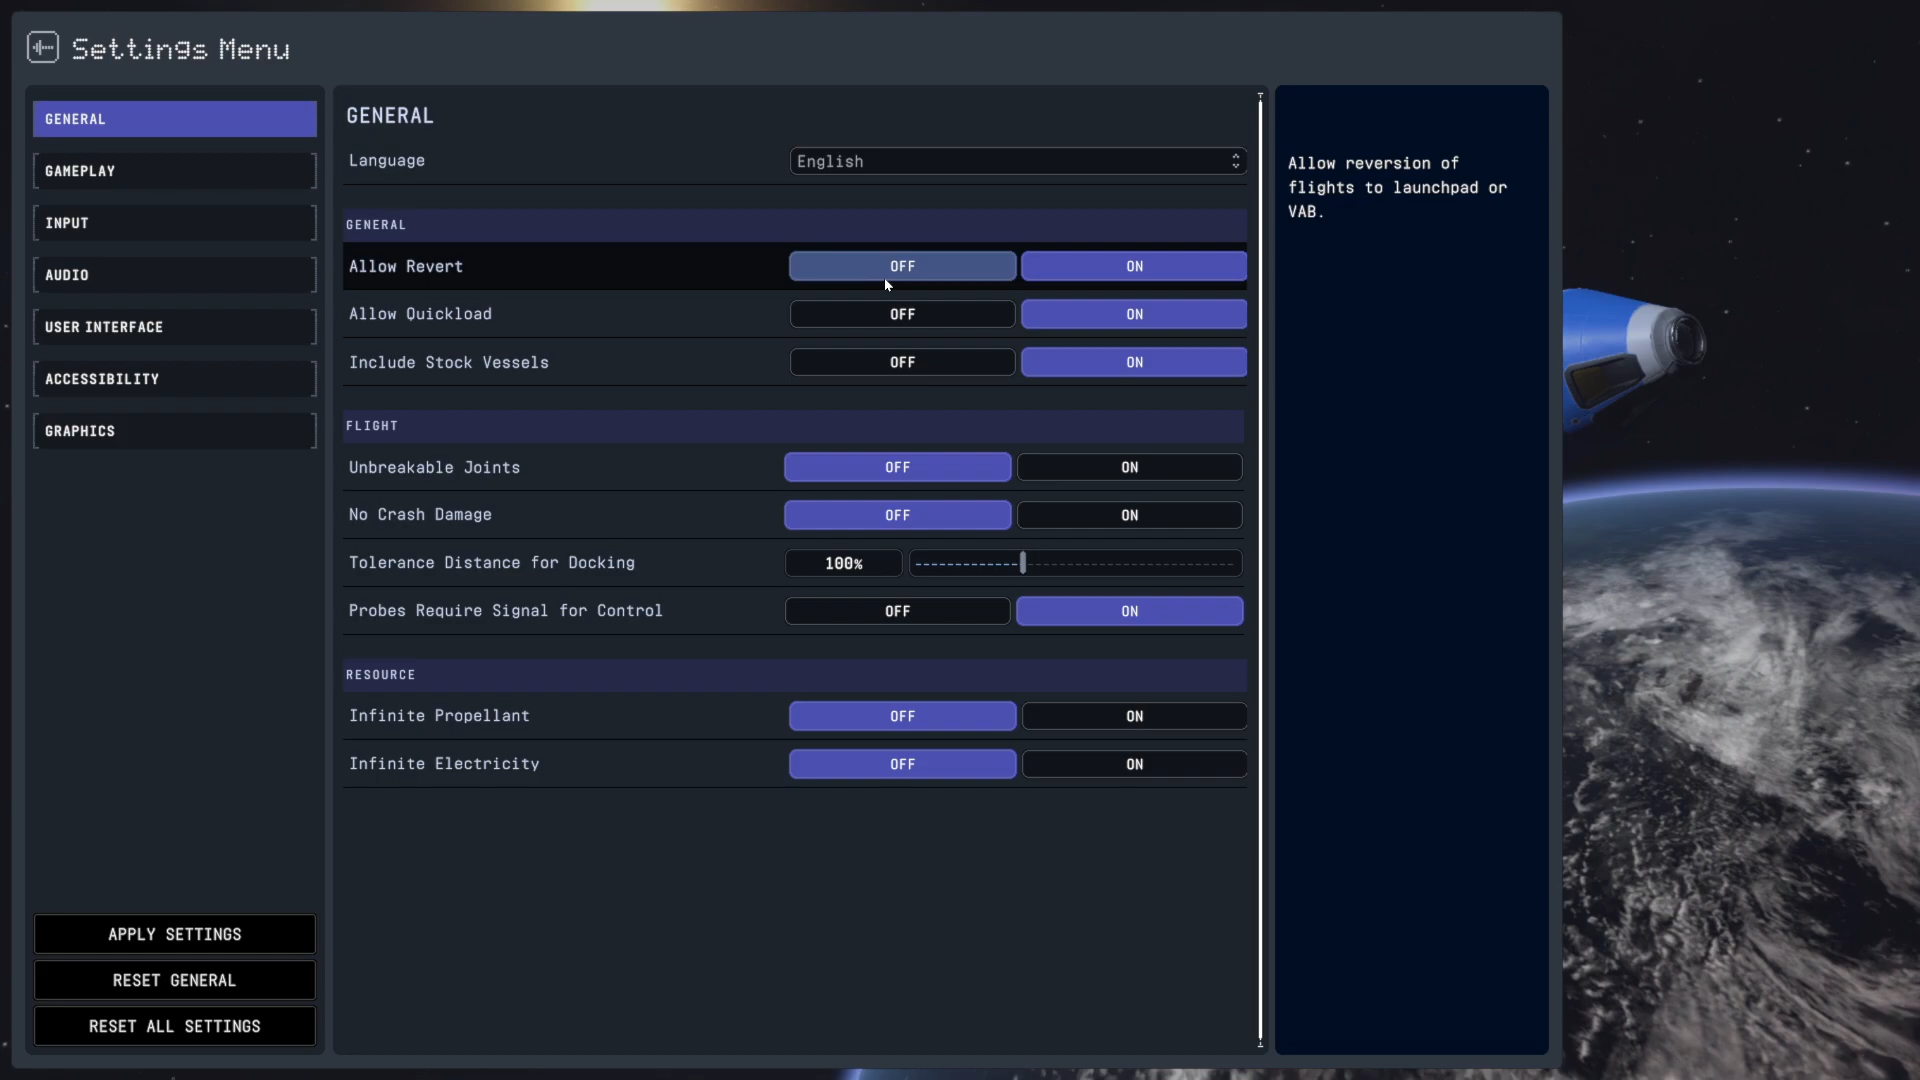 Settings Menu
GENERAL
GAMEPLAY
INPUT
AUDIO
USER INTERFACE
ACCESSIBILITY
GRAPHICS
APPLY SETTINGS
RESET GENERAL
RESET ALL SETTINGS
GENERAL
Language English
GENERAL
Allow Revert OFF ON
Allow Quickload OFF ON
Include Stock Vessels OFF ON
FLIGHT
Unbreakable Joints OFF ON
No Crash Damage OFF ON
Tolerance Distance for Docking 100%
Probes Require Signal for Control OFF ON
RESOURCE
Infinite Propellant OFF ON
Infinite Electricity OFF ON
Allow reversion of
flights to launchpad or
VAB.